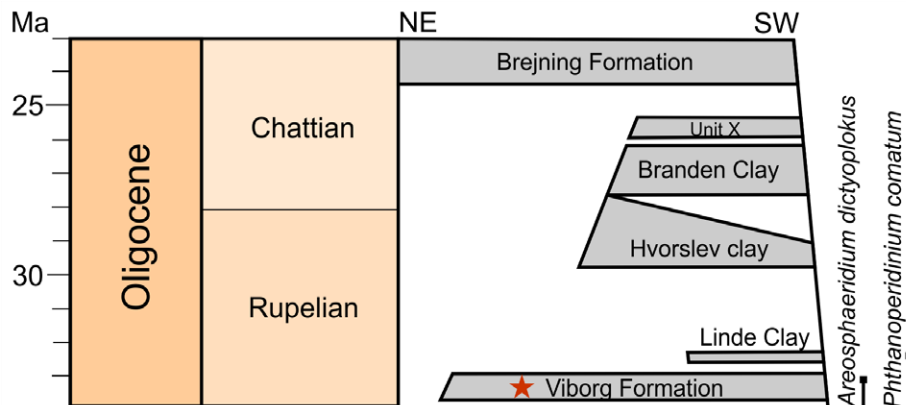 Ma
NE
SW
Brejning Formation
25
Chattian
Unit X
Branden Clay
Oligocene
Hvorslev clay
30
Rupelian
Linde Clay
Viborg Formation
Areosphaeridium dictyoplokus
Phthanoperidinium comatum